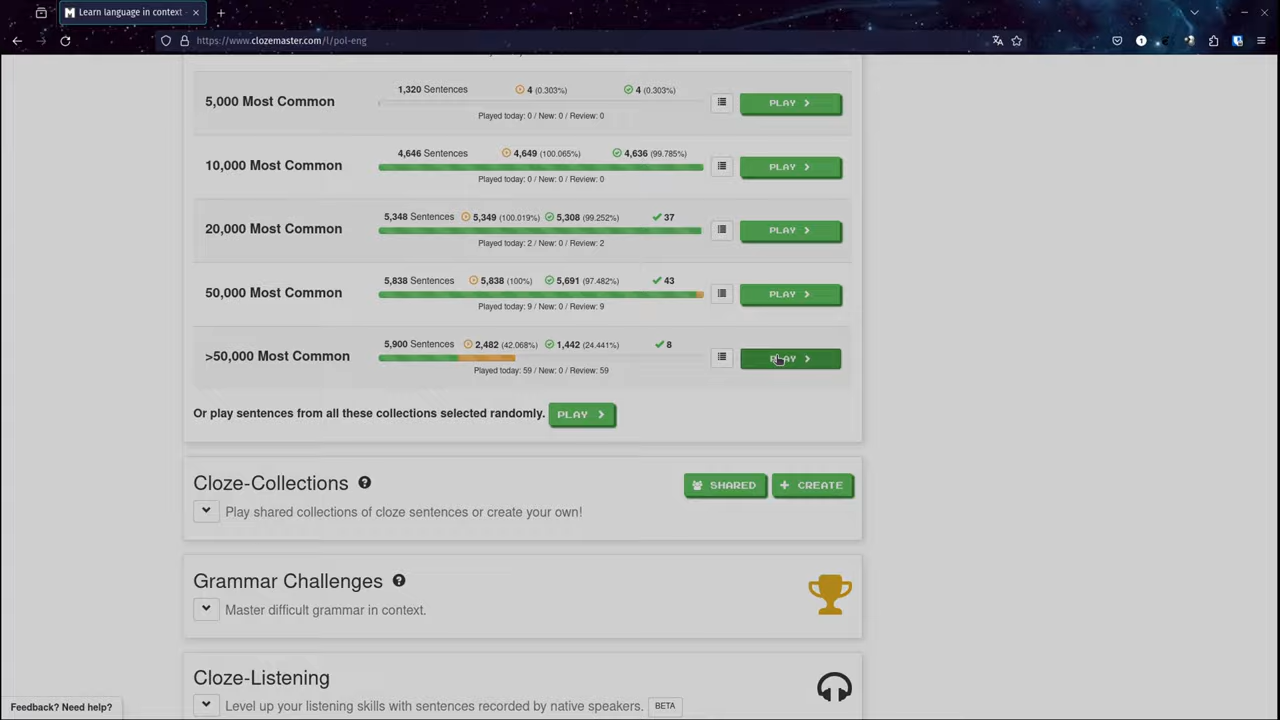 Learn language in context
https://www.clozemaster.com/l/pol-eng
5,000 Most Common
1,320 Sentences 4 (0.303%) 4 (0.303%)
Played today: 0 / New: 0 / Review: 0
PLAY
10,000 Most Common
4,646 Sentences 4,649 (100.065%) 4,636 (99.785%)
Played today: 0 / New: 0 / Review: 0
PLAY
20,000 Most Common
5,348 Sentences 5,349 (100.019%) 5,308 (99.252%) 37
Played today: 2 / New: 0 / Review: 2
PLAY
50,000 Most Common
5,838 Sentences 5,838 (100%) 5,691 (97.482%) 43
Played today: 9 / New: 0 / Review: 9
PLAY
>50,000 Most Common
5,900 Sentences 2,482 (42.068%) 1,442 (24.441%) 8
Played today: 59 / New: 0 / Review: 59
PLAY
Or play sentences from all these collections selected randomly. PLAY
Cloze-Collections
SHARED
+ CREATE
Play shared collections of cloze sentences or create your own!
Grammar Challenges
Master difficult grammar in context.
Cloze-Listening
Level up your listening skills with sentences recorded by native speakers. BETA
Feedback? Need help?